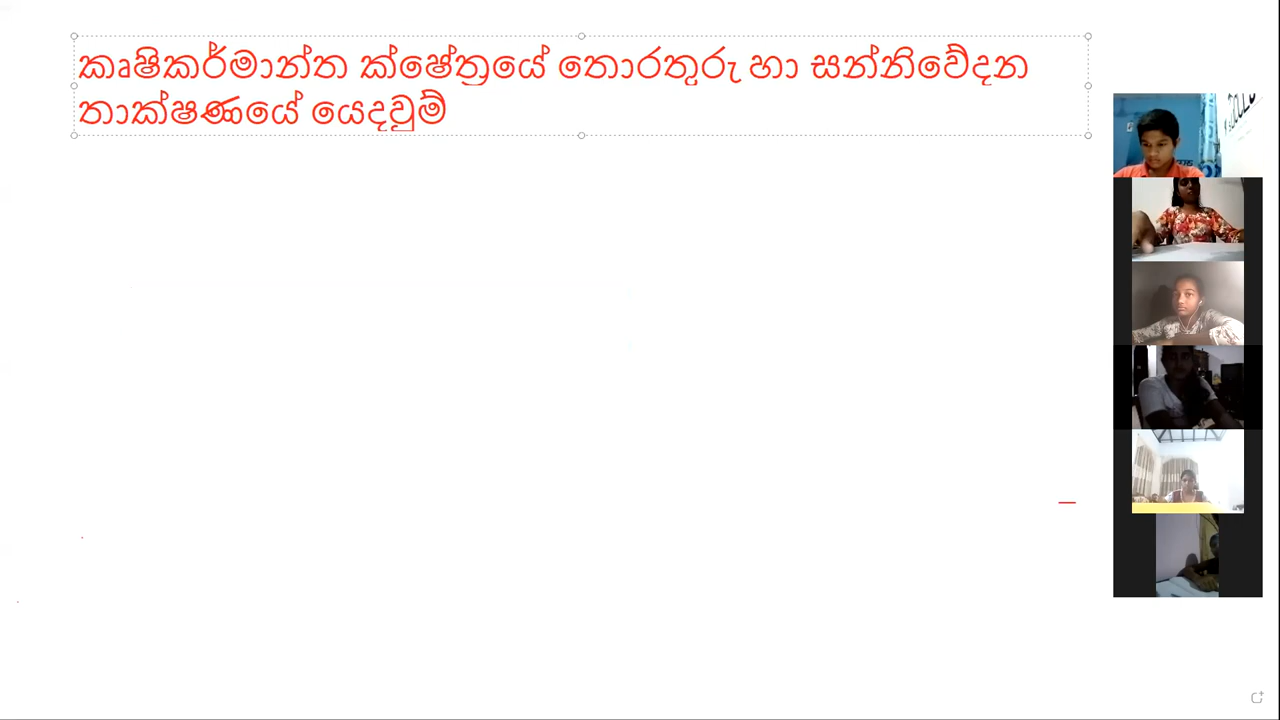 කෘෂිකර්මාන්ත ක්ෂේත්‍රයේ තොරතුරු හා සන්නිවේදන
තාක්ෂණයේ යෙදවුම්